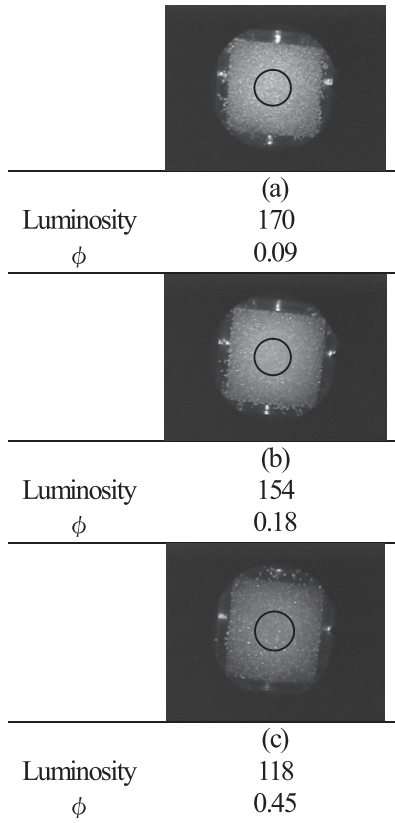 (a)
Luminosity 170
ϕ 0.09
(b)
Luminosity 154
ϕ 0.18
(c)
Luminosity 118
ϕ 0.45